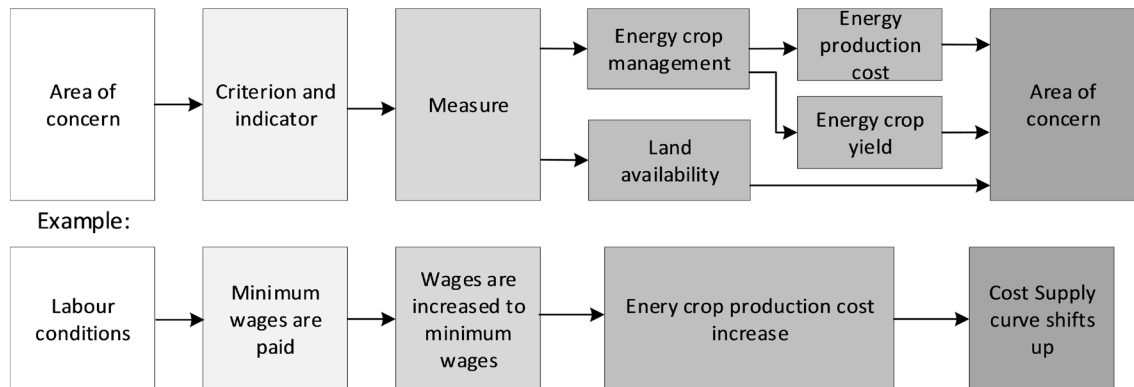 Area of
concern
Criterion and
indicator
Measure
Energy crop
management
Land
availability
Energy
production
cost
Energy crop
yield
Area of
concern
Example:
Labour
conditions
Minimum
wages are
paid
Wages are
increased to
minimum
wages
Enery crop production cost
increase
Cost Supply
curve shifts
up